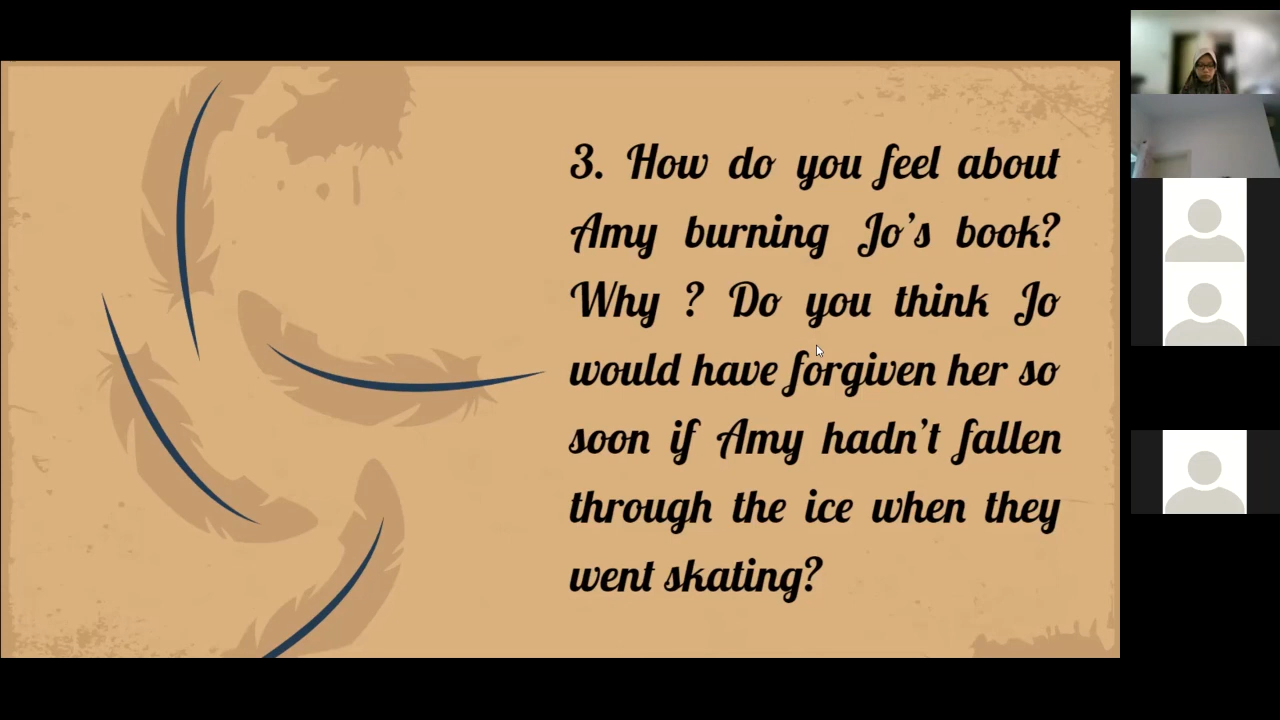 3. How do you feel about
Amy burning Jo's book?
Why ? Do you think Jo
would have forgiven her so
soon if Amy hadn't fallen
through the ice when they
went skating?